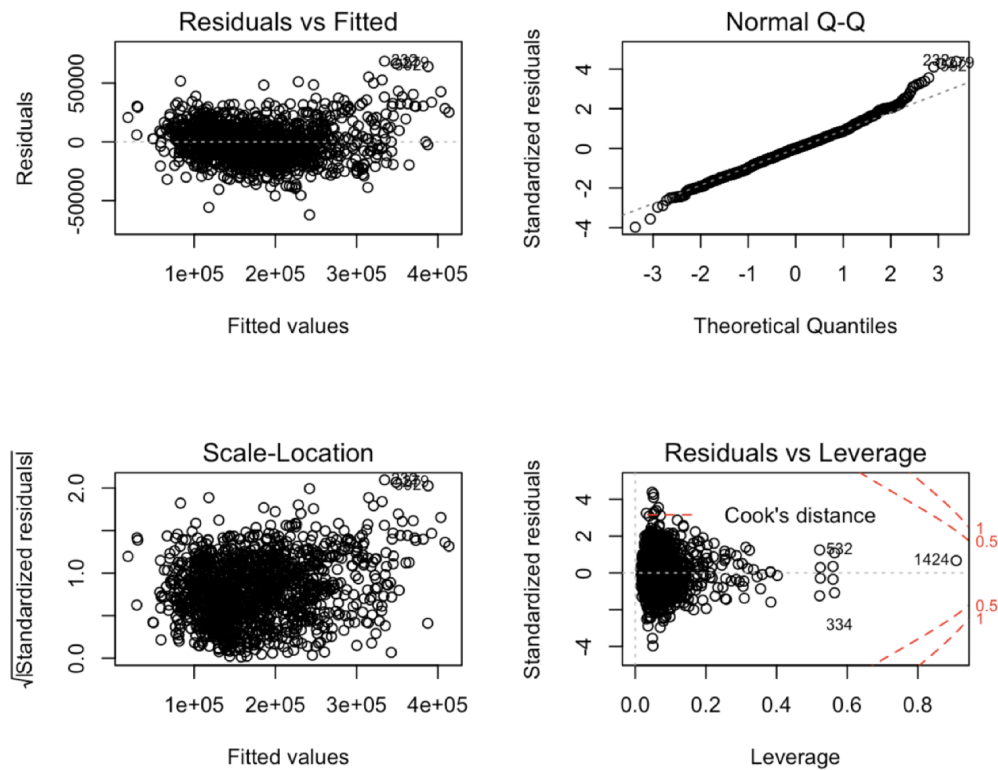 Residuals vs Fitted
Residuals
50000
0
-50000
1e+05 2e+05 3e+05 4e+05
Fitted values
Normal Q-Q
Standardized residuals
4
2
0
-2
-4
-3 -2 -1 0 1 2 3
Theoretical Quantiles
Scale-Location
√|Standardized residuals|
2.0
1.0
0.0
1e+05 2e+05 3e+05 4e+05
Fitted values
Residuals vs Leverage
Standardized residuals
4
2
0
-4
Cook's distance
532
1424
334
1
0.5
0.5
1
0.0 0.2 0.4 0.6 0.8
Leverage